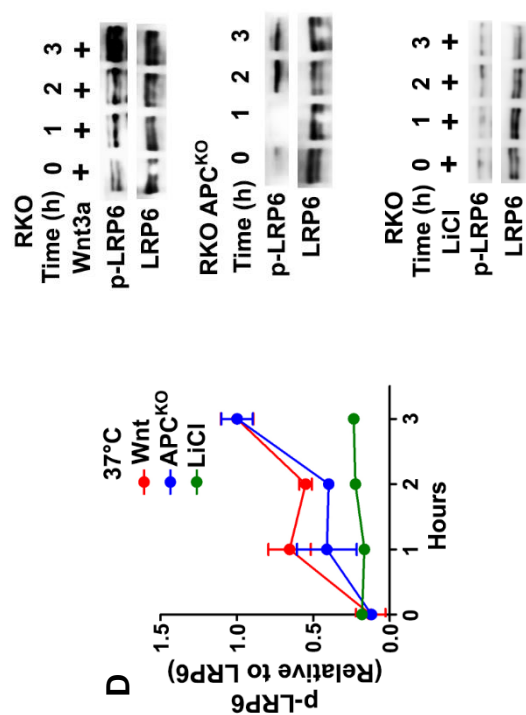 D
37°C
Wnt
APC^KO
LiCl
p-LRP6
(Relative to LRP6)
1.5
1.0
0.5
0.0
0 1 2 3
Hours
RKO
Time (h) 0 1 2 3
Wnt3a + + + +
p-LRP6
LRP6
RKO APC^KO
Time (h) 0 1 2 3
p-LRP6
LRP6
RKO
Time (h) 0 1 2 3
LiCl + + + +
p-LRP6
LRP6